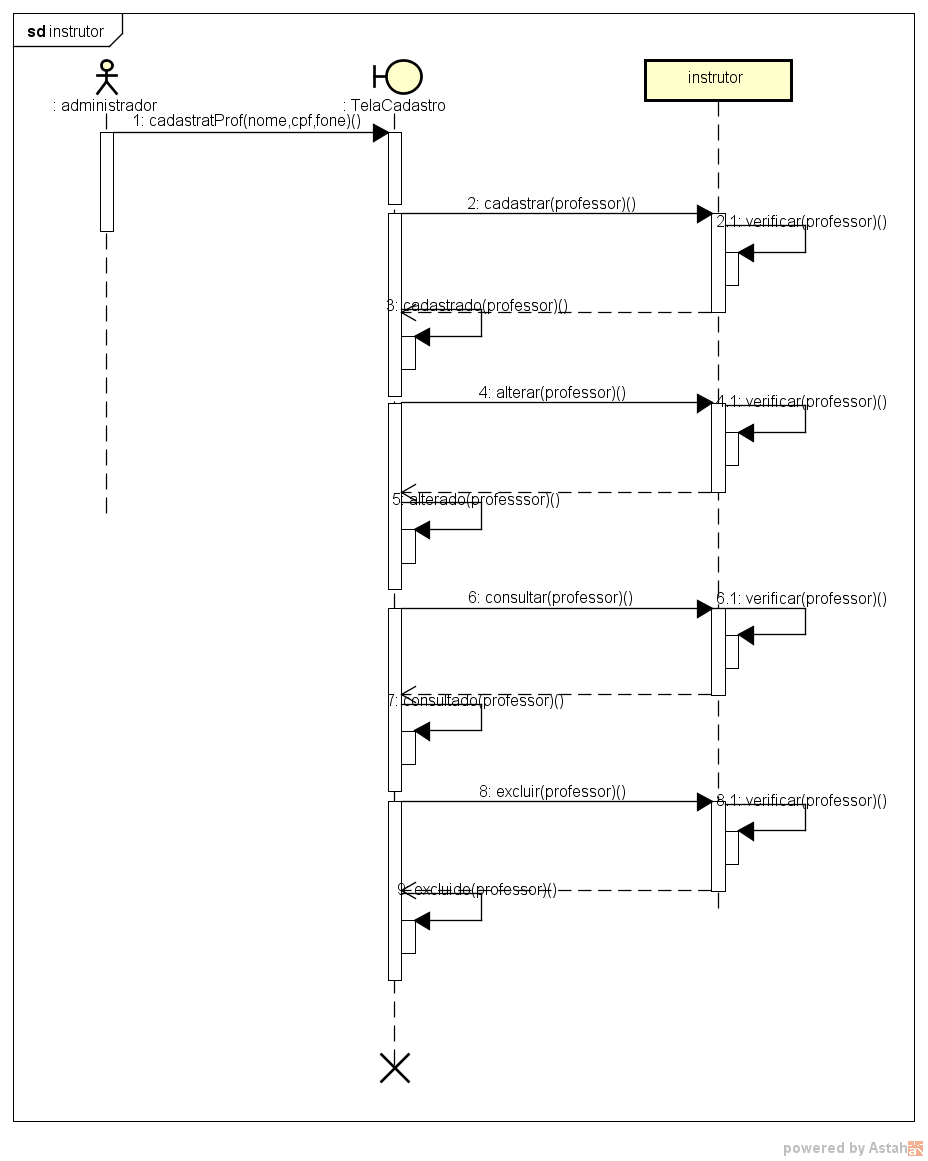 sd instrutor
: administrador
: TelaCadastro
instrutor
1: cadastratProf(nome,cpf,fone)()
2: cadastrar(professor)()
2.1: verificar(professor)()
3: cadastrado(professor)()
4: alterar(professor)()
4.1: verificar(professor)()
5: alterado(professsor)()
6: consultar(professor)()
6.1: verificar(professor)()
7: consultado(professor)()
8: excluir(professor)()
8.1: verificar(professor)()
9: excluide(professor)()
powered by Astah